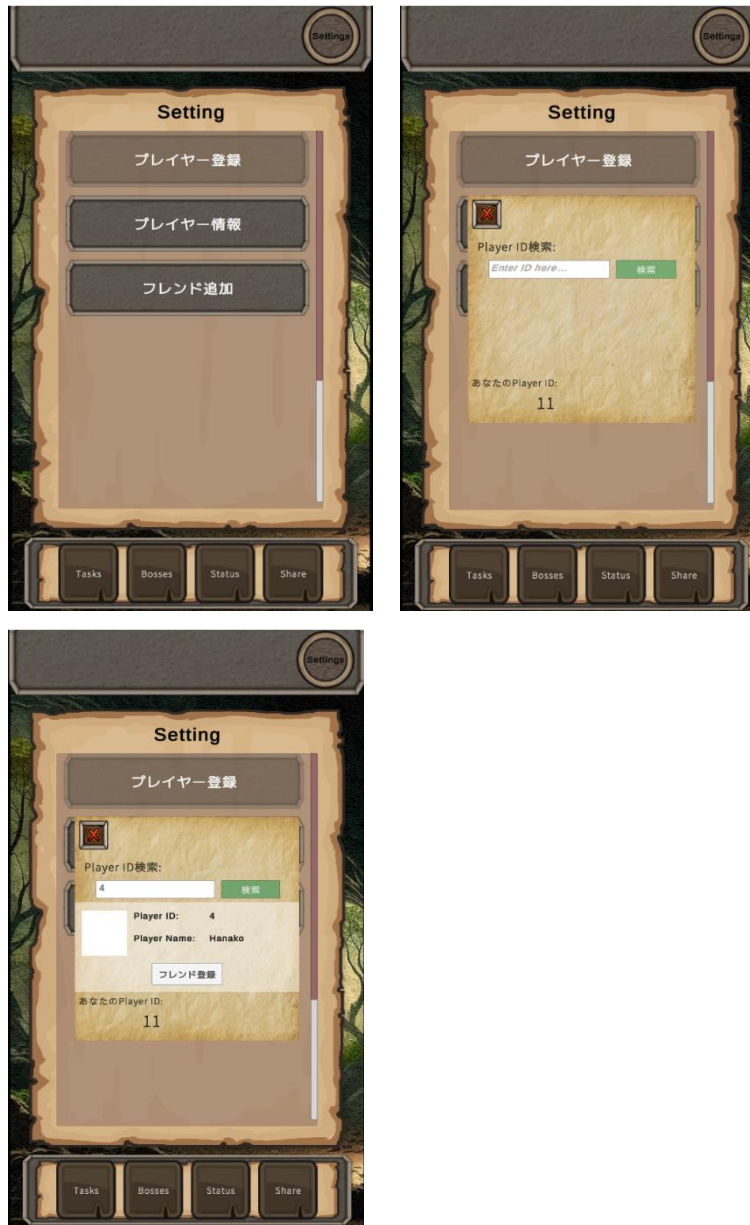 Settings
Setting
プレイヤー登録
プレイヤー情報
フレンド追加
Tasks Bosses Status Share
Settings
Setting
プレイヤー登録
Player ID検索:
Enter ID here... 検索
あなたのPlayer ID:
11
Tasks Bosses Status Share
Settings
Setting
プレイヤー登録
Player ID検索:
4 検索
Player ID: 4
Player Name: Hanako
フレンド登録
あなたのPlayer ID:
11
Tasks Bosses Status Share